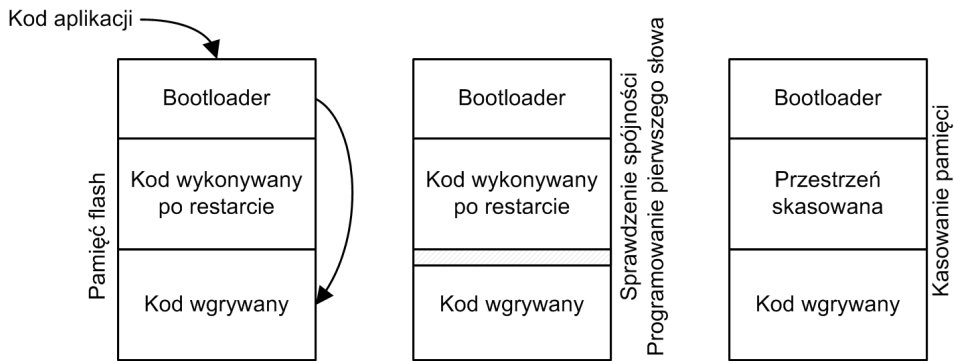 Kod aplikacji
Pamięć flash
Bootloader
Kod wykonywany
po restarcie
Kod wgrywany
Bootloader
Kod wykonywany
po restarcie
Kod wgrywany
Sprawdzenie spójności
Programowanie pierwszego słowa
Bootloader
Przestrzeń
skasowana
Kod wgrywany
Kasowanie pamięci